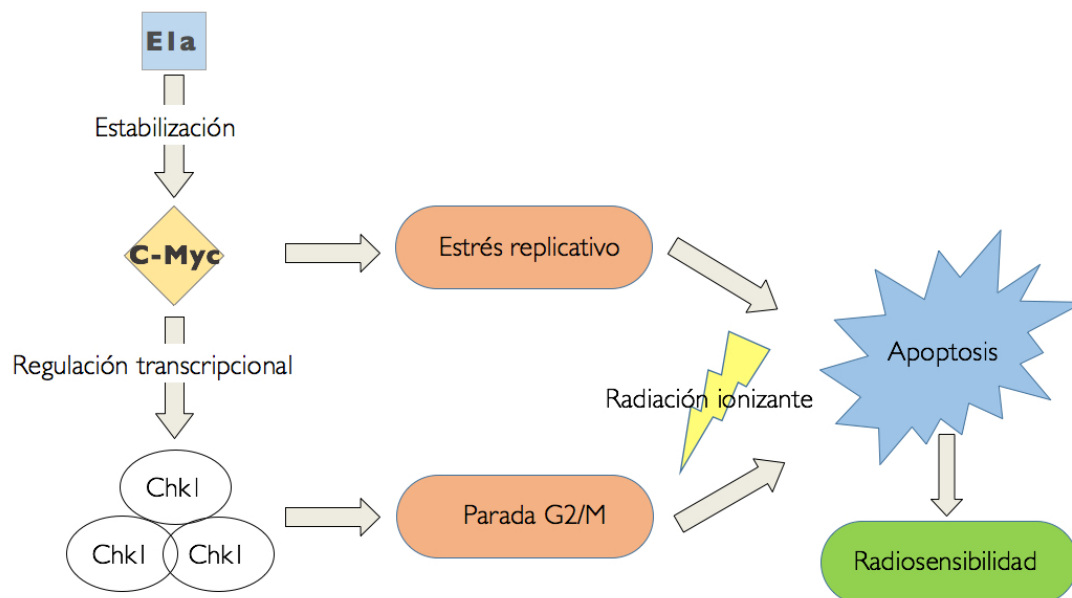 E1a
Estabilización
C-Myc
Estrés replicativo
Regulación transcripcional
Apoptosis
Radiación ionizante
Chk1
Chk1
Chk1
Parada G2/M
Radiosensibilidad